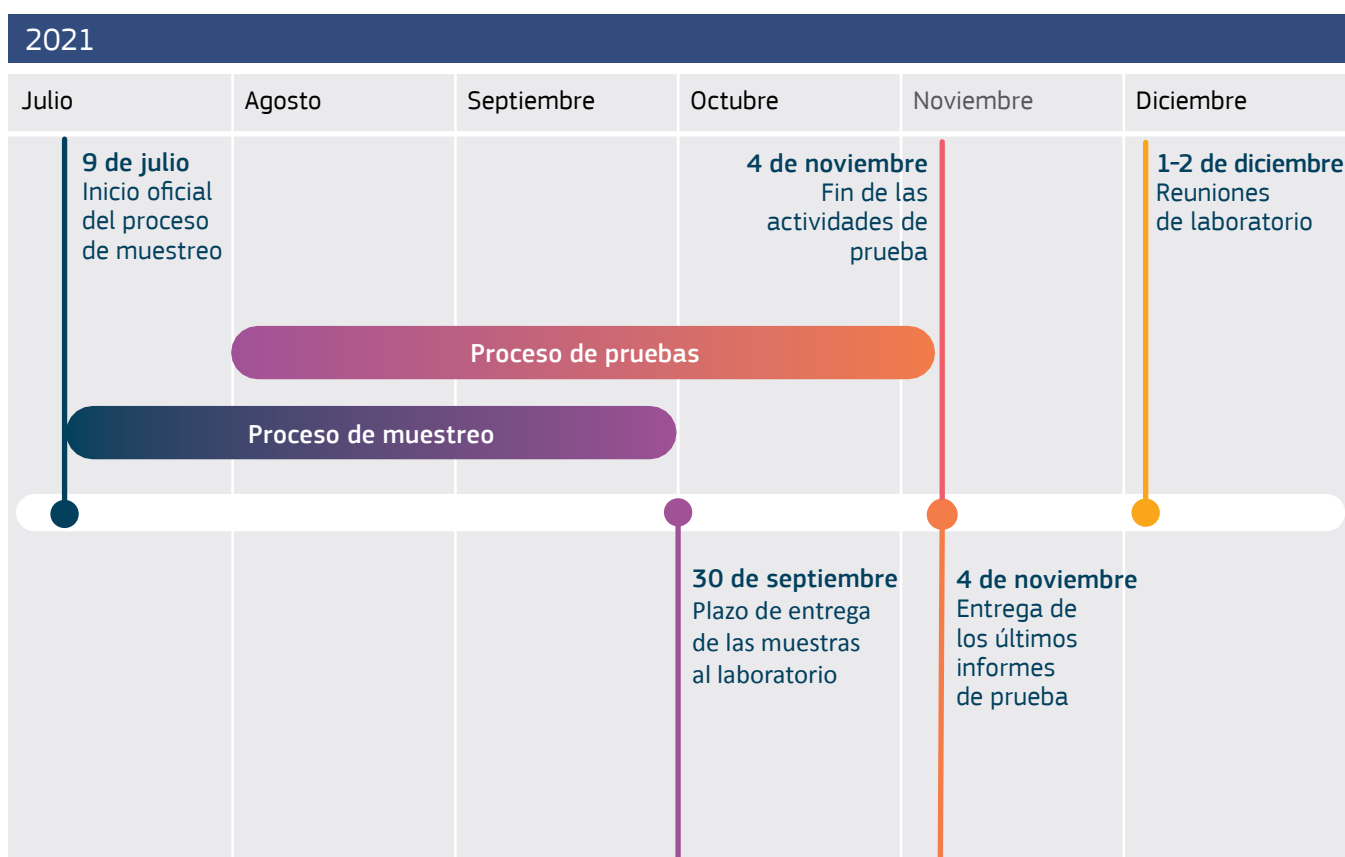 2021
Julio
Agosto
Septiembre
Octubre
Noviembre
Diciembre
9 de julio
Inicio oficial
del proceso
de muestreo
4 de noviembre
Fin de las
actividades de
prueba
1-2 de diciembre
Reuniones
de laboratorio
Proceso de pruebas
Proceso de muestreo
30 de septiembre
Plazo de entrega
de las muestras
al laboratorio
4 de noviembre
Entrega de
los últimos
informes
de prueba